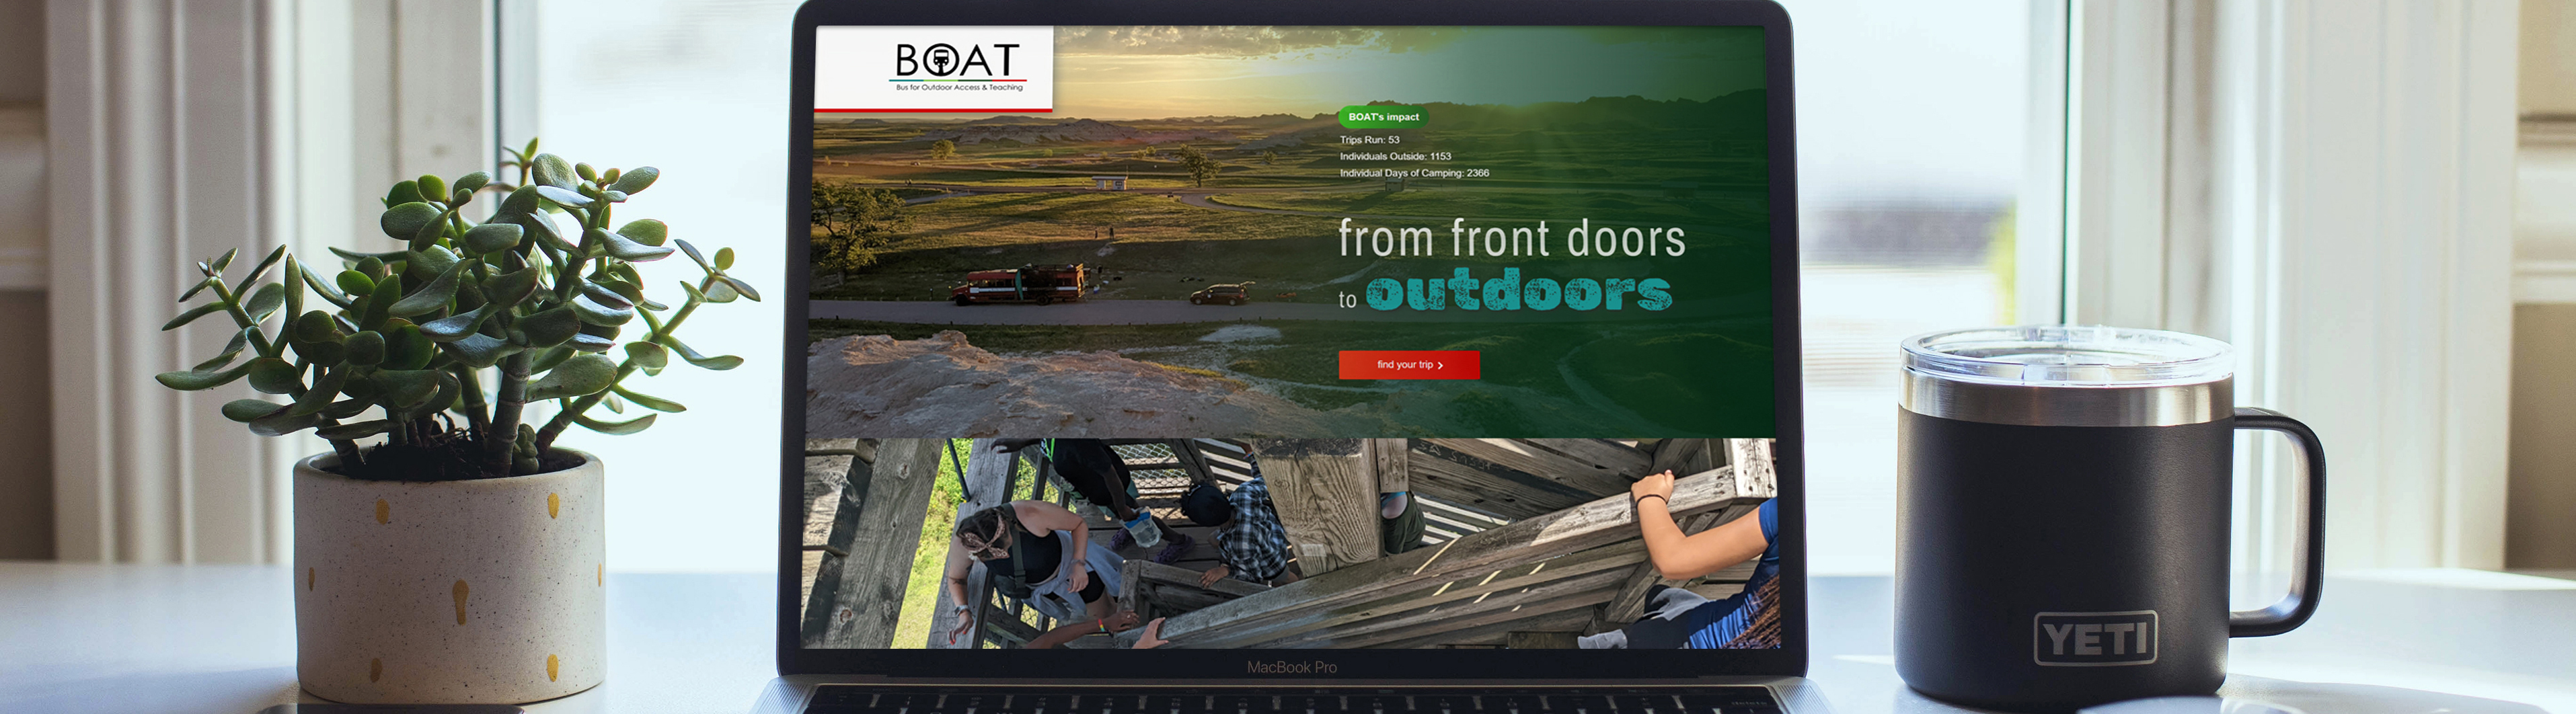 BOAT
Bus for Outdoor Access & Teaching
BOAT's impact
Trips Run: 53
Individuals Outside: 1153
Individual Days of Camping: 2366
from front doors
to outdoors
find your trip >
MacBook Pro
YETI
delete